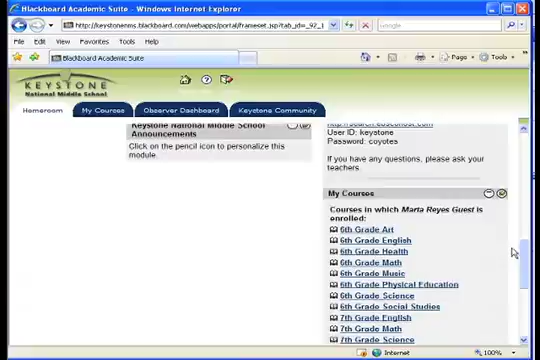 Blackboard Academic Suite - Windows Internet Explorer
http://keystonenms.blackboard.com/webapps/portal/frameset.jsp?tab_id=_92_1
File Edit View Favorites Tools Help
Blackboard Academic Suite
Page Tools
KEYSTONE
National Middle School
Homeroom My Courses Observer Dashboard Keystone Community
Keystone National Middle School
Announcements
Click on the pencil icon to personalize this
module.
http://search.ebscohost.com
User ID: keystone
Password: coyotes
If you have any questions, please ask your
teachers.
My Courses
Courses in which Marta Reyes Guest is
enrolled:
6th Grade Art
6th Grade English
6th Grade Health
6th Grade Math
6th Grade Music
6th Grade Physical Education
6th Grade Science
6th Grade Social Studies
7th Grade English
7th Grade Math
7th Grade Science
Internet 100%